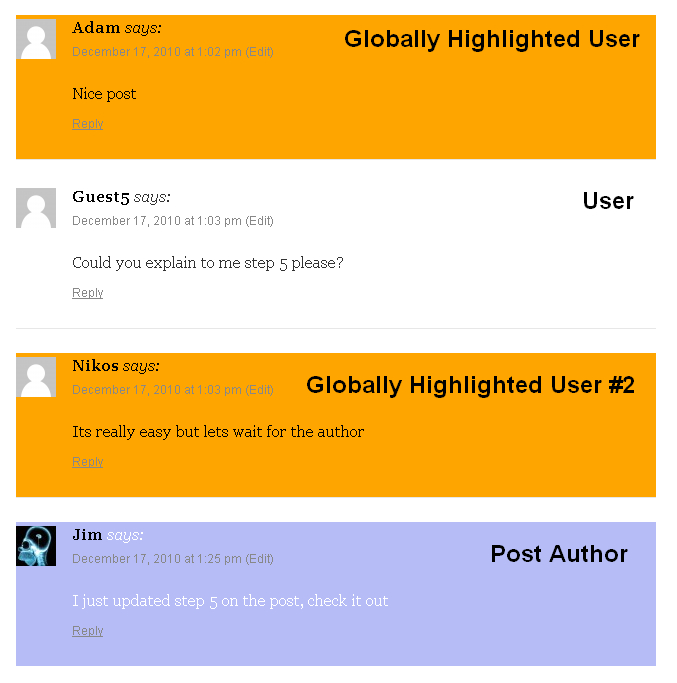 Adam says:
Globally Highlighted User
December 17, 2010 at 1:02 pm (Edit)
Nice post
Reply
Guest5 says:
User
December 17, 2010 at 1:03 pm (Edit)
Could you explain to me step 5 please?
Reply
Nikos says:
December 17, 2010 at 1:03 pm (Edit)
Globally Highlighted User #2
Its really easy but lets wait for the author
Reply
Jim says:
Post Author
December 17, 2010 at 1:25 pm (Edit)
I just updated step 5 on the post, check it out
Reply